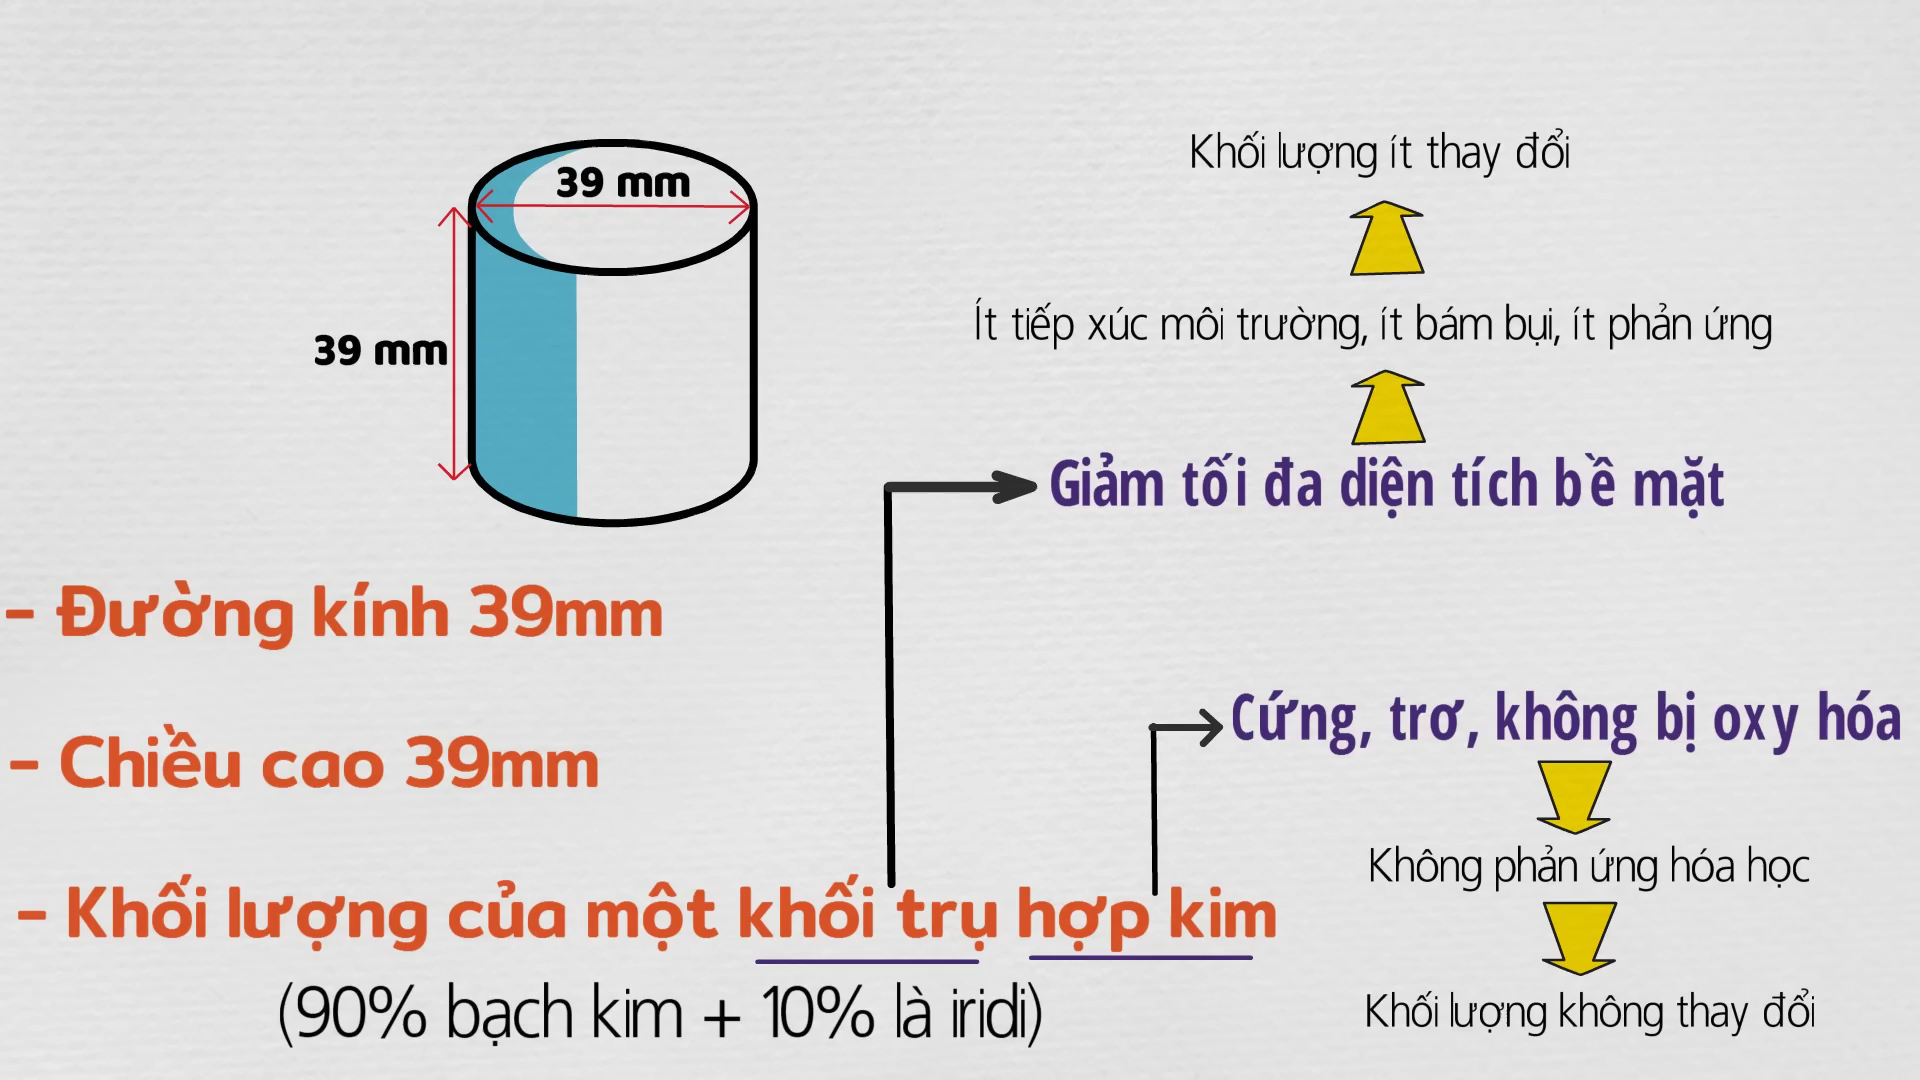 39 mm
39 mm
- Đường kính 39mm
- Chiều cao 39mm
- Khối lượng của một khối trụ hợp kim
(90% bạch kim + 10% là iridi)
Khối lượng ít thay đổi
Ít tiếp xúc môi trường, ít bám bụi, ít phản ứng
Giảm tối đa diện tích bề mặt
Cứng, trơ, không bị oxy hóa
Không phản ứng hóa học
Khối lượng không thay đổi